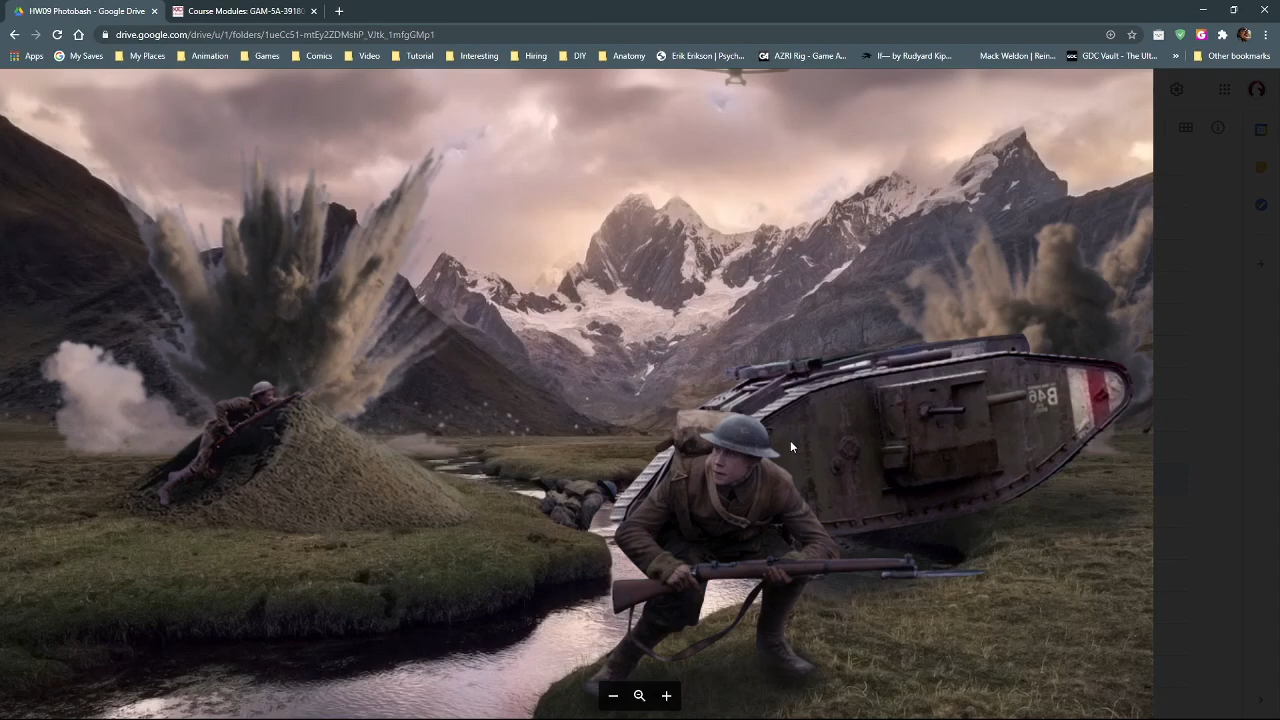 HW09 Photobash - Google Drive
Course Modules: GAM-5A-39180
drive.google.com/drive/u/1/folders/1ueCc51-mtEy2ZDMshP_VJtk_1mfgGMp1
Apps My Saves My Places Animation Games Comics Video Tutorial Interesting Hiring DIY Anatomy Erik Erikson | Psych... AZRI Rig - Game A... If— by Rudyard Kip... Mack Weldon | Rein... GDC Vault - The Ult... » Other bookmarks
B46